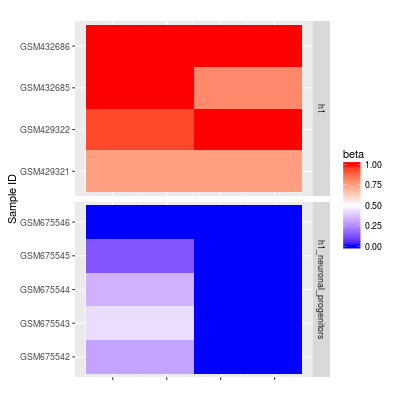 GSM432686
GSM432685
GSM429322
GSM429321
h1
GSM675546
GSM675545
GSM675544
GSM675543
GSM675542
h1_neuronal_progenitors
Sample ID
beta
1.00
0.75
0.50
0.25
0.00